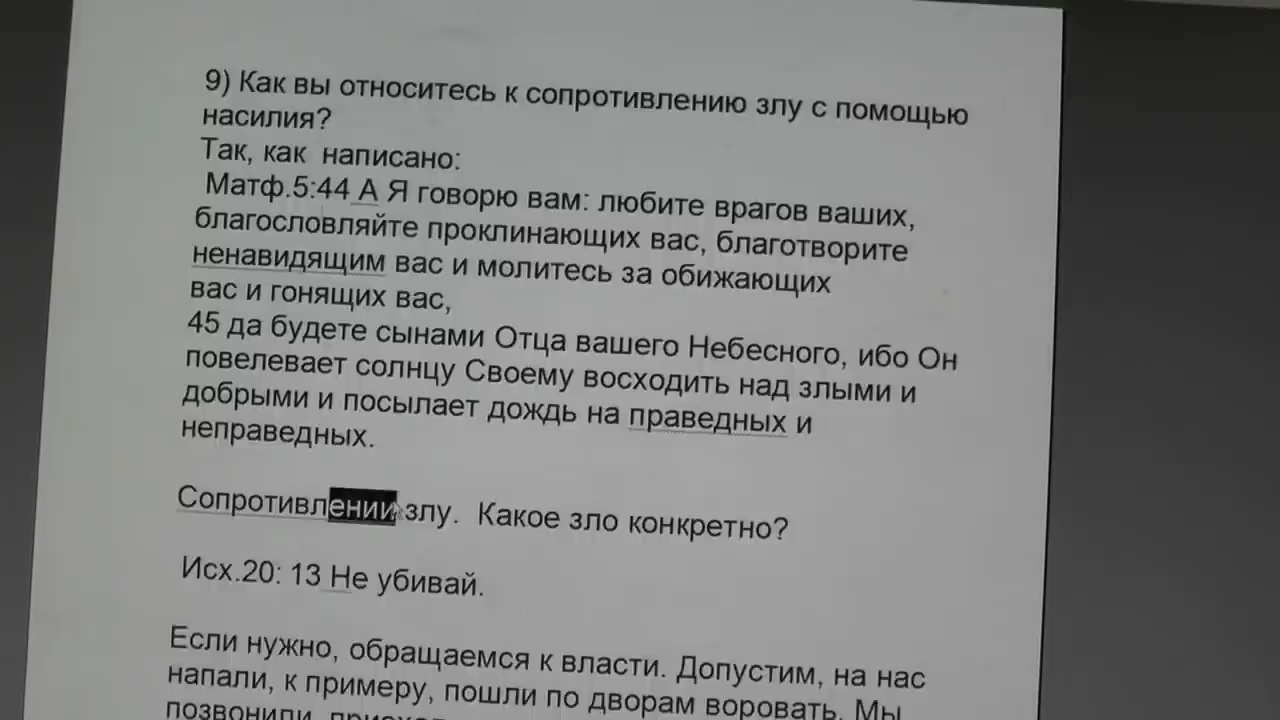 9) Как вы относитесь к сопротивлению злу с помощью
насилия?
Так, как написано:
Матф.5:44 А Я говорю вам: любите врагов ваших,
благословляйте проклинающих вас, благотворите
ненавидящим вас и молитесь за обижающих
вас и гонящих вас,
45 да будете сынами Отца вашего Небесного, ибо Он
повелевает солнцу Своему восходить над злыми и
добрыми и посылает дождь на праведных и
неправедных.
Сопротивлении злу. Какое зло конкретно?
Исх.20: 13 Не убивай.
Если нужно, обращаемся к власти. Допустим, на нас
напали, к примеру, пошли по дворам воровать. Мы
позвонили,